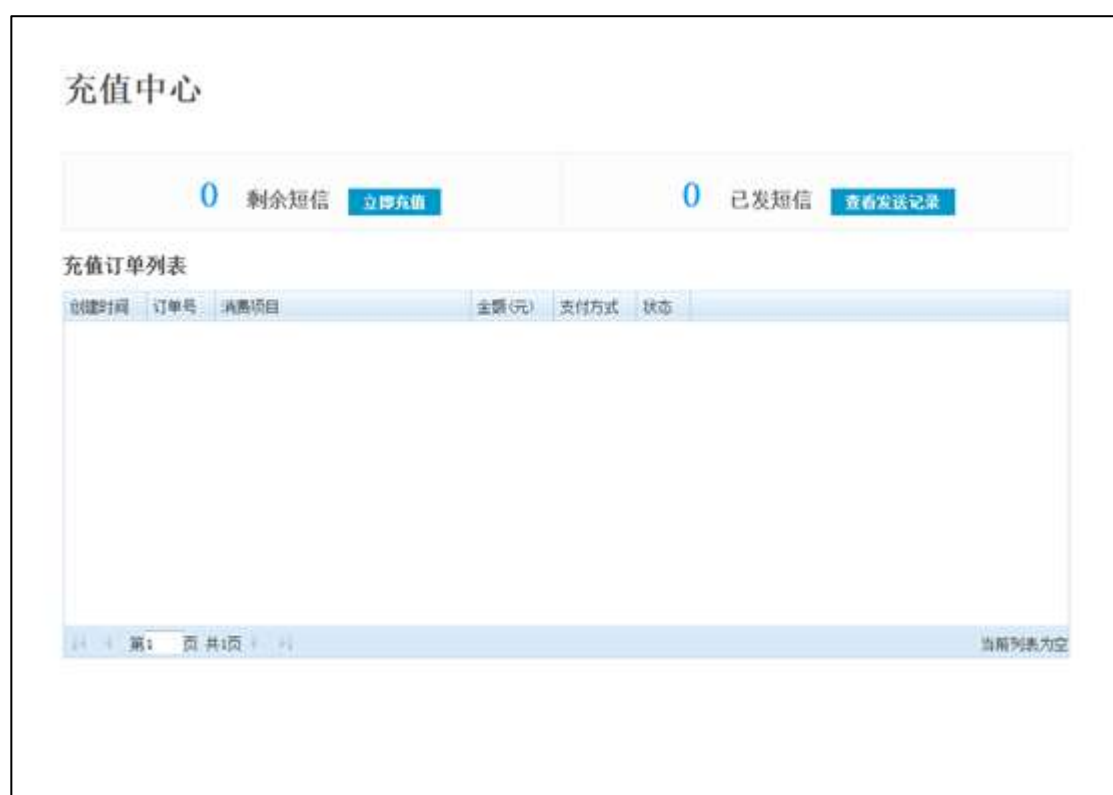 充值中心
0 剩余短信 立即充值 0 已发短信 查看发送记录
充值订单列表
创建时间 订单号 消费项目 金额(元) 支付方式 状态
第1 页 共1页 当前列表为空